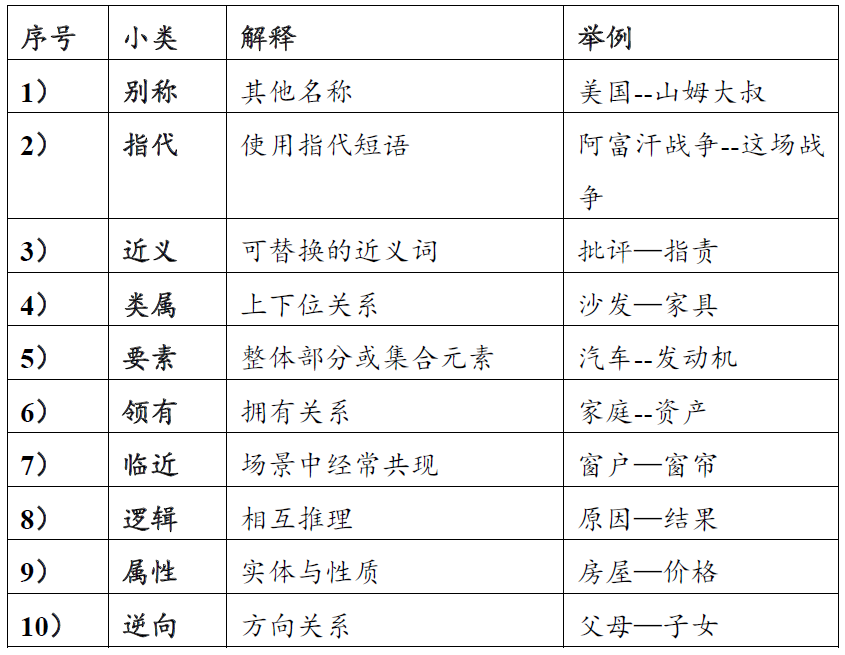 序号 小类 解释 举例
1） 别称 其他名称 美国--山姆大叔
2） 指代 使用指代短语 阿富汗战争--这场战
争
3） 近义 可替换的近义词 批评—指责
4） 类属 上下位关系 沙发—家具
5） 要素 整体部分或集合元素 汽车--发动机
6） 领有 拥有关系 家庭--资产
7） 临近 场景中经常共现 窗户—窗帘
8） 逻辑 相互推理 原因—结果
9） 属性 实体与性质 房屋—价格
10） 逆向 方向关系 父母—子女